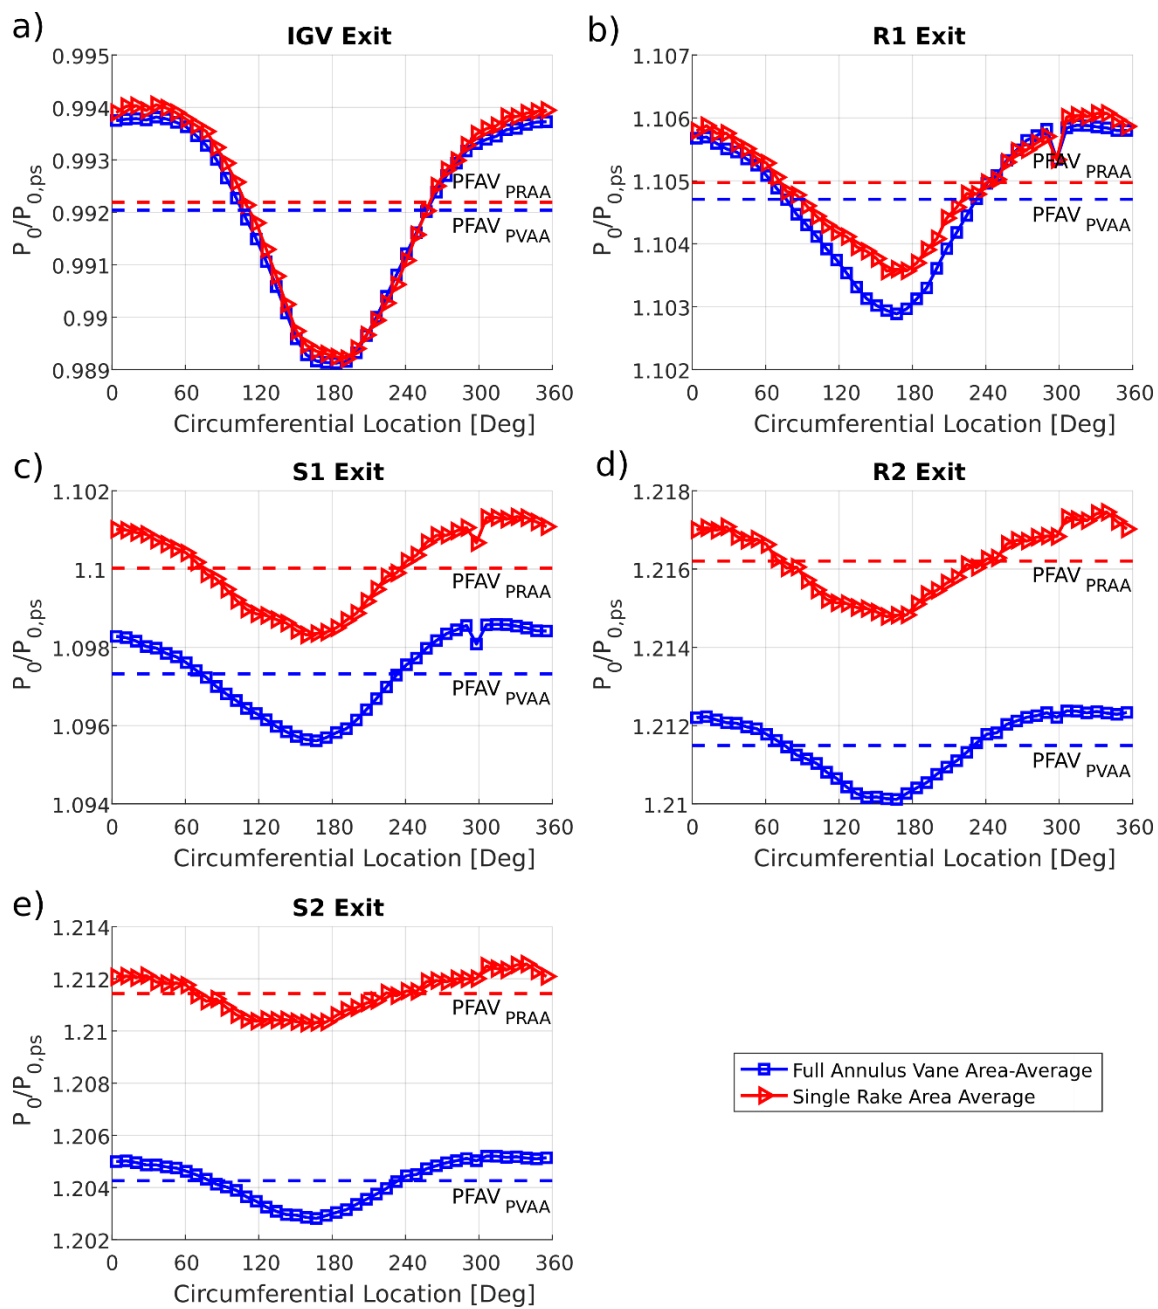 a)
IGV Exit
0.995
0.994
0.993
0.992
0.991
0.99
0.989
P0/P0,ps
PFAV PRAA
PFAV PVAA
0 60 120 180 240 300 360
Circumferential Location [Deg]
b)
R1 Exit
1.107
1.106
1.105
1.104
1.103
1.102
P0/P0,ps
PFAV PRAA
PFAV PVAA
0 60 120 180 240 300 360
Circumferential Location [Deg]
c)
S1 Exit
1.102
1.1
1.098
1.096
1.094
P0/P0,ps
PFAV PRAA
PFAV PVAA
0 60 120 180 240 300 360
Circumferential Location [Deg]
d)
R2 Exit
1.218
1.216
1.214
1.212
1.21
P0/P0,ps
PFAV PRAA
PFAV PVAA
0 60 120 180 240 300 360
Circumferential Location [Deg]
e)
S2 Exit
1.214
1.212
1.21
1.208
1.206
1.204
1.202
P0/P0,ps
PFAV PRAA
PFAV PVAA
0 60 120 180 240 300 360
Circumferential Location [Deg]
Full Annulus Vane Area-Average
Single Rake Area Average